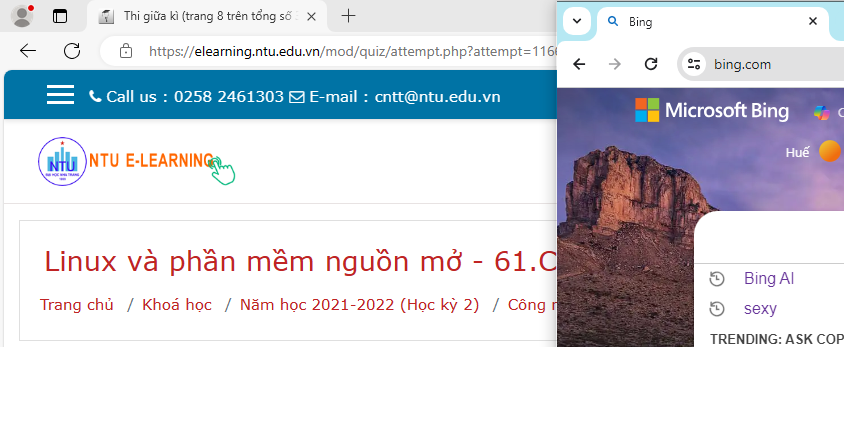 Thi giữa kì (trang 8 trên tổng số
https://elearning.ntu.edu.vn/mod/quiz/attempt.php?attempt=116
Call us : 0258 2461303 E-mail : cntt@ntu.edu.vn
NTU
NTU E-LEARNING
Linux và phần mềm nguồn mở - 61.C
Trang chủ / Khoá học / Năm học 2021-2022 (Học kỳ 2) / Công n
Bing
bing.com
Microsoft Bing
Huế
Bing AI
sexy
TRENDING: ASK COP